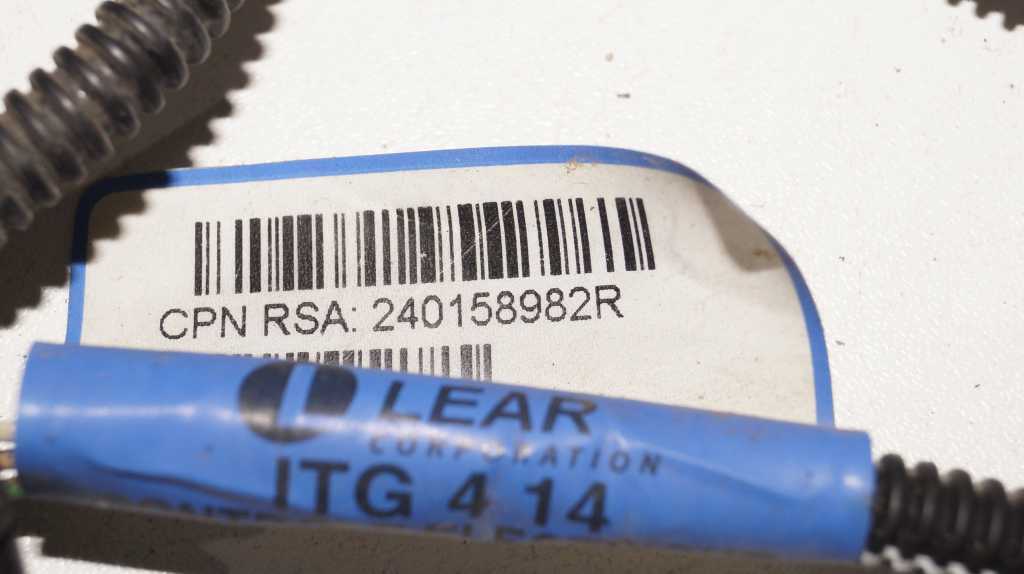 CPN RSA: 240158982R
LEAR
CORPORATION
ITG 4 14